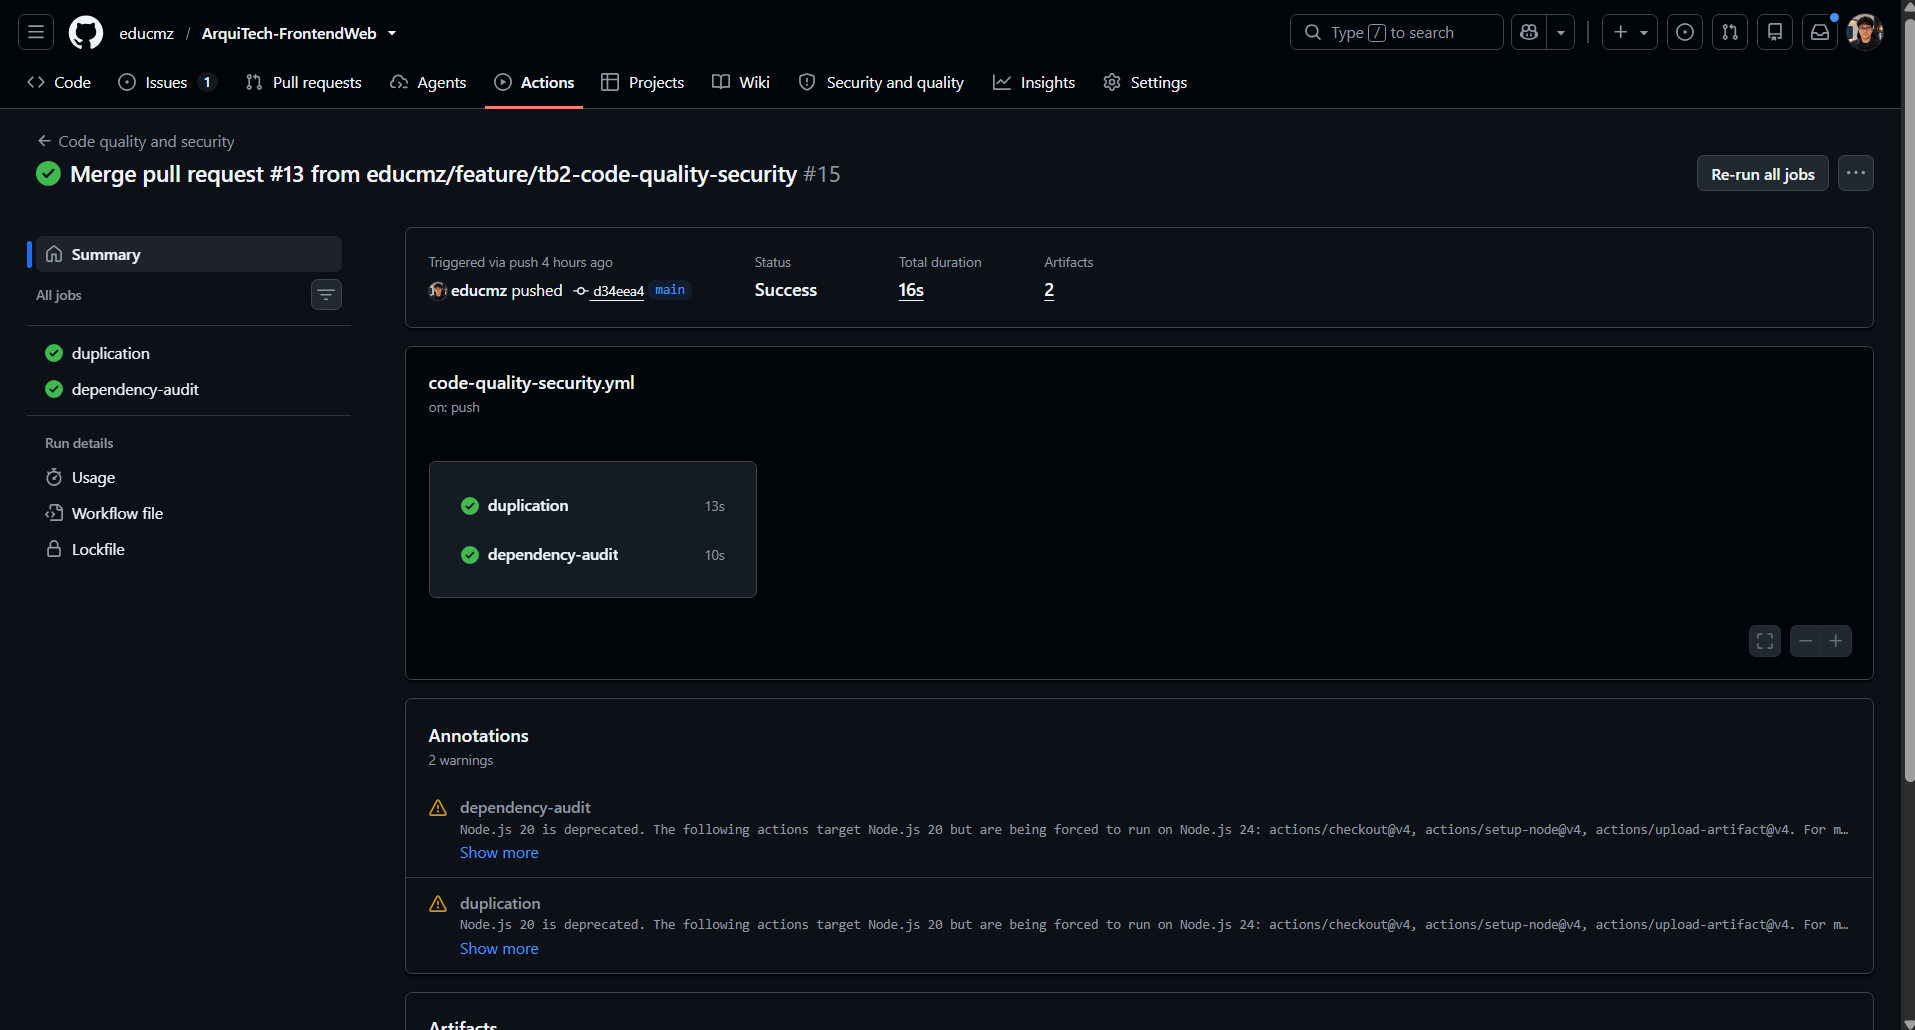 educmz / ArquiTech-FrontendWeb
Type / to search
Code
Issues 1
Pull requests
Agents
Actions
Projects
Wiki
Security and quality
Insights
Settings
Code quality and security
Merge pull request #13 from educmz/feature/tb2-code-quality-security #15
Re-run all jobs
Summary
All jobs
duplication
dependency-audit
Run details
Usage
Workflow file
Lockfile
Triggered via push 4 hours ago
educmz pushed d34eea4 main
Status
Success
Total duration
16s
Artifacts
2
code-quality-security.yml
on: push
duplication 13s
dependency-audit 10s
Annotations
2 warnings
dependency-audit
Node.js 20 is deprecated. The following actions target Node.js 20 but are being forced to run on Node.js 24: actions/checkout@v4, actions/setup-node@v4, actions/upload-artifact@v4. For m…
Show more
duplication
Node.js 20 is deprecated. The following actions target Node.js 20 but are being forced to run on Node.js 24: actions/checkout@v4, actions/setup-node@v4, actions/upload-artifact@v4. For m…
Show more
Artifacts